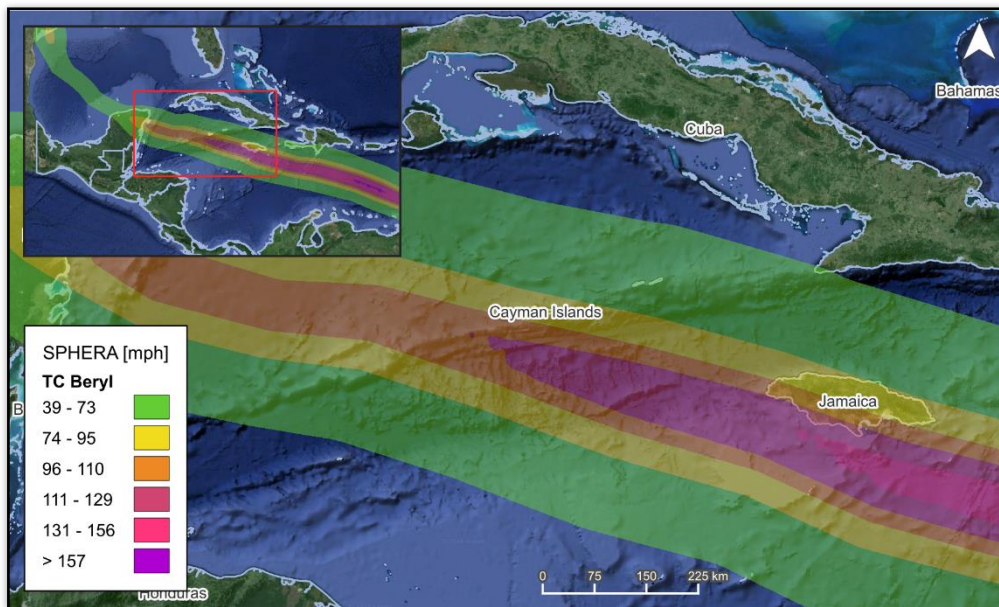 Bahamas
Cuba
Cayman Islands
Jamaica
SPHERA [mph]
TC Beryl
39 - 73
74 - 95
96 - 110
111 - 129
131 - 156
> 157
B
Honduras
0 75 150 225 km